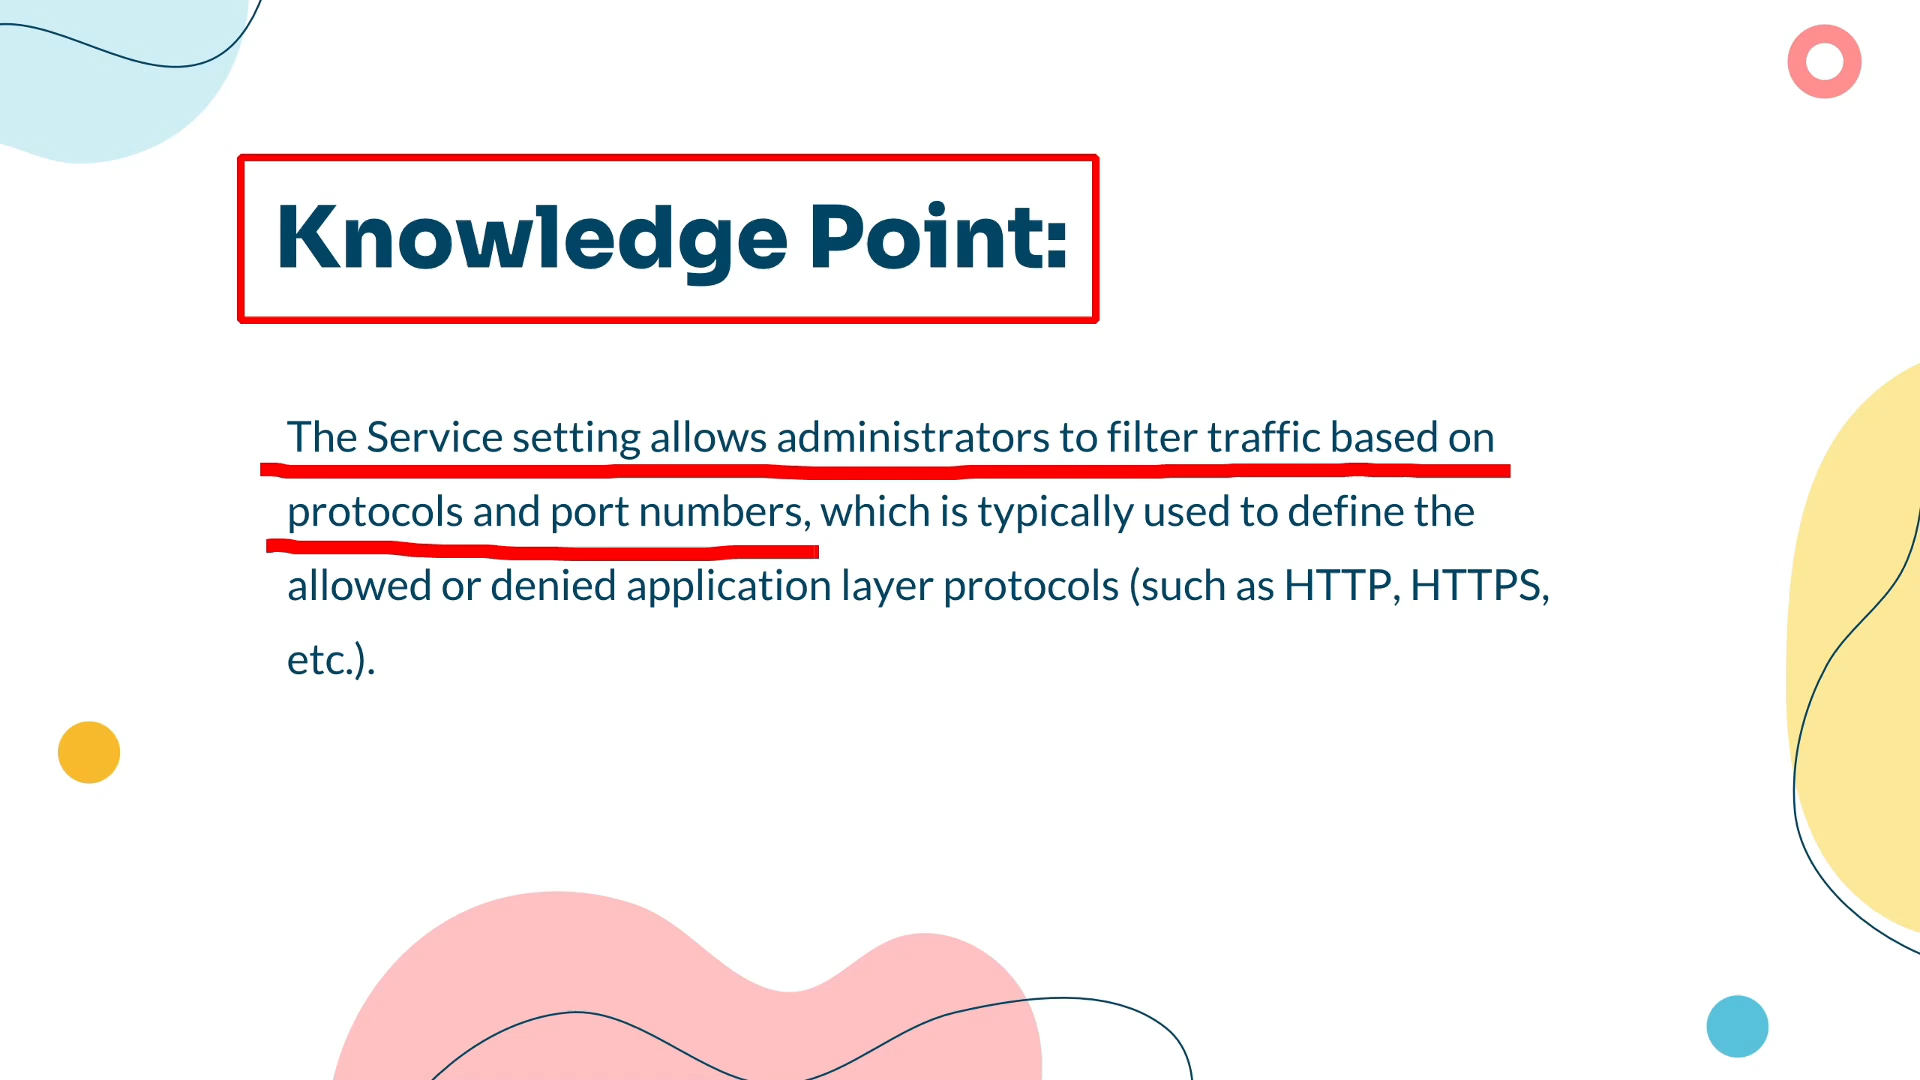 Knowledge Point:
The Service setting allows administrators to filter traffic based on
protocols and port numbers, which is typically used to define the
allowed or denied application layer protocols (such as HTTP, HTTPS,
etc.).